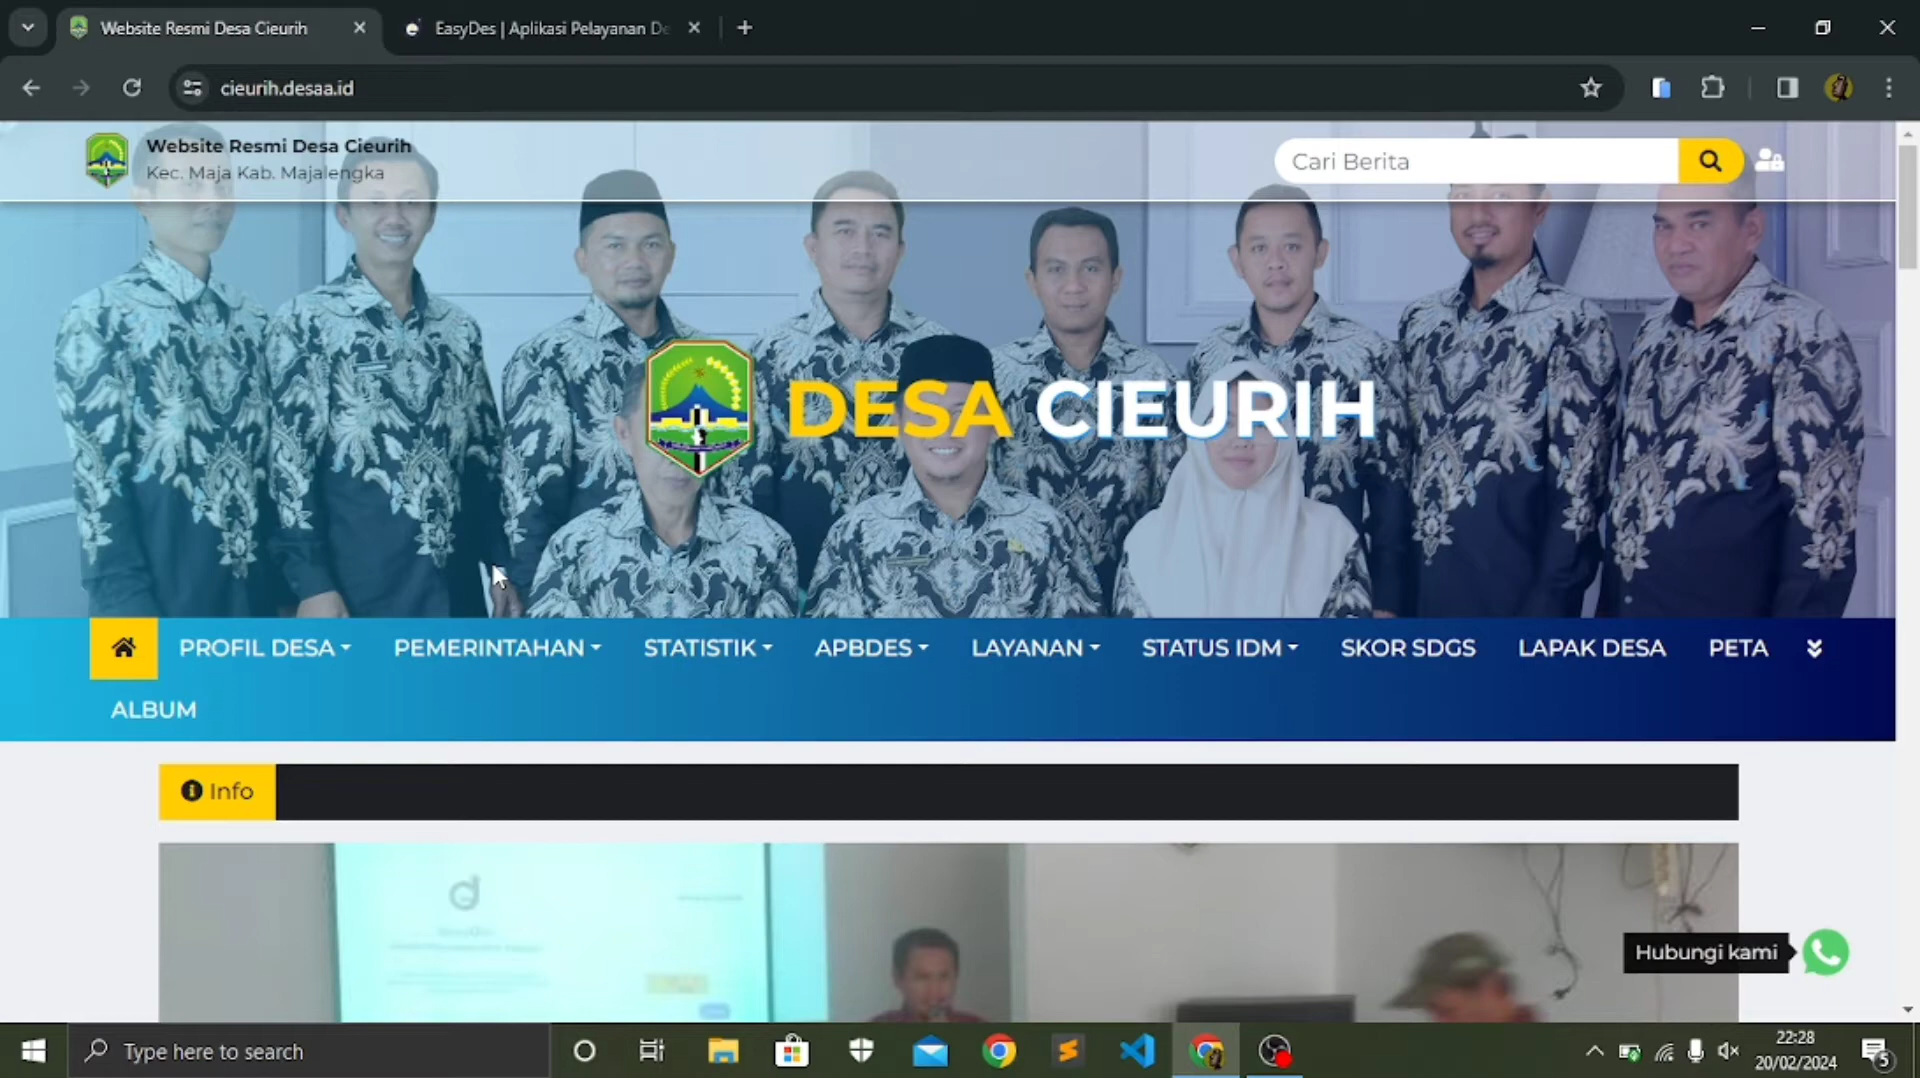 Website Resmi Desa Cieurih
EasyDes | Aplikasi Pelayanan De
cieurih.desaa.id
Website Resmi Desa Cieurih
Kec. Maja Kab. Majalengka
Cari Berita
DESA CIEURIH
PROFIL DESA PEMERINTAHAN STATISTIK APBDES LAYANAN STATUS IDM SKOR SDGS LAPAK DESA PETA
ALBUM
Info
Hubungi kami
Type here to search
22:28
20/02/2024
5